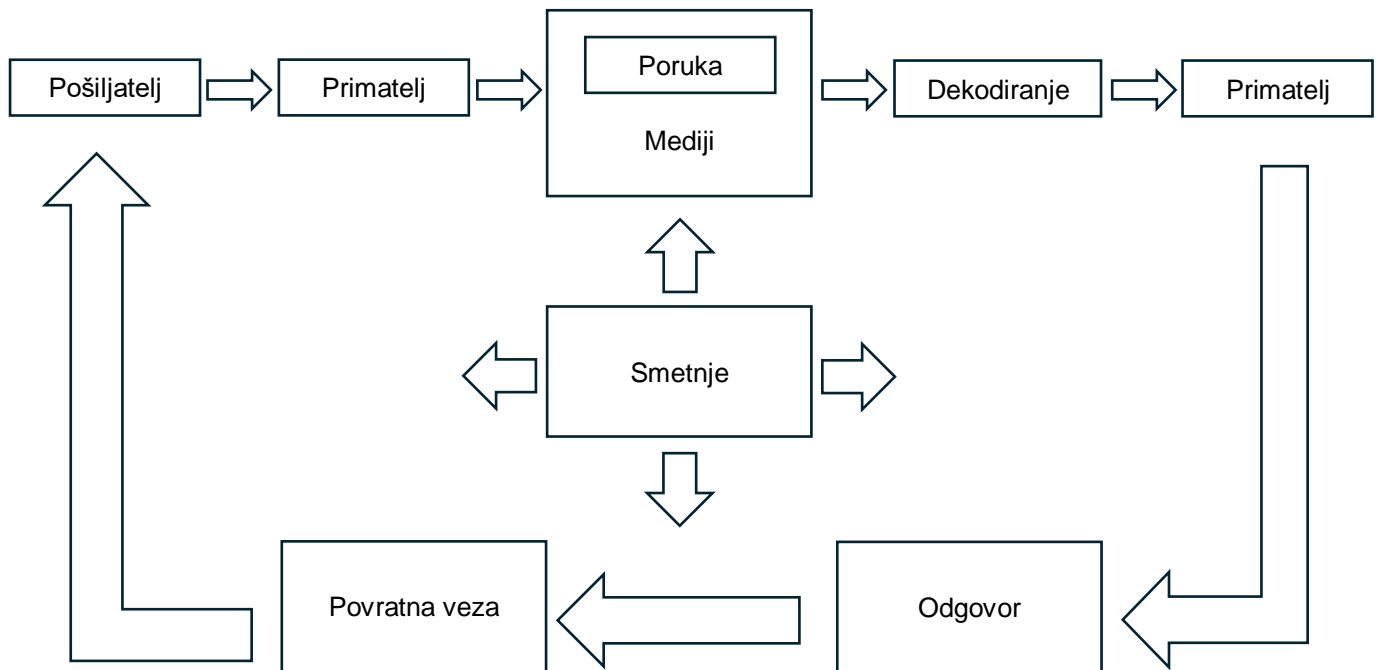 Pošiljatelj
Primatelj
Poruka
Mediji
Dekodiranje
Primatelj
Smetnje
Povratna veza
Odgovor